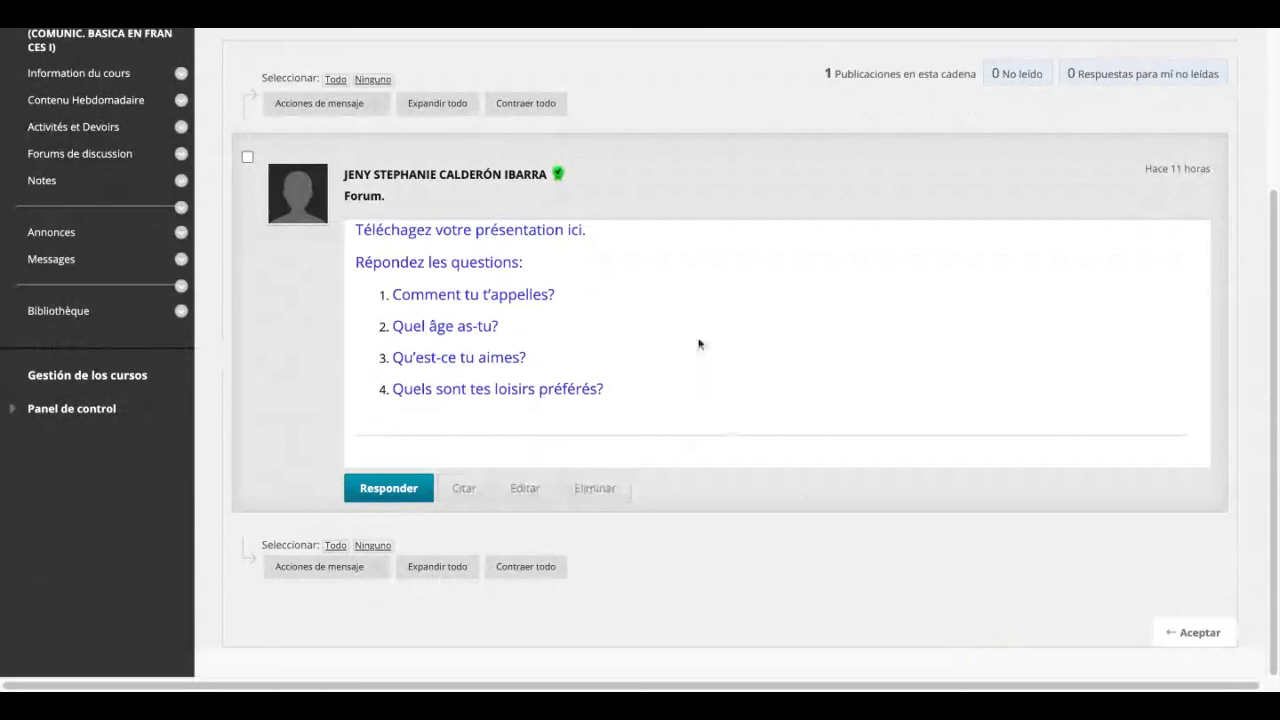 (COMUNIC. BASICA EN FRAN
CES I)
Information du cours
Contenu Hebdomadaire
Activités et Devoirs
Forums de discussion
Notes
Annonces
Messages
Bibliothèque
Gestión de los cursos
Panel de control
Seleccionar: Todo Ninguno
1 Publicaciones en esta cadena 0 No leído 0 Respuestas para mí no leídas
Acciones de mensaje Expandir todo Contraer todo
JENY STEPHANIE CALDERÓN IBARRA
Hace 11 horas
Forum.
Téléchagez votre présentation ici.
Répondez les questions:
1. Comment tu t'appelles?
2. Quel âge as-tu?
3. Qu'est-ce tu aimes?
4. Quels sont tes loisirs préférés?
Responder Citar Editar Eliminar
Seleccionar: Todo Ninguno
Acciones de mensaje Expandir todo Contraer todo
← Aceptar